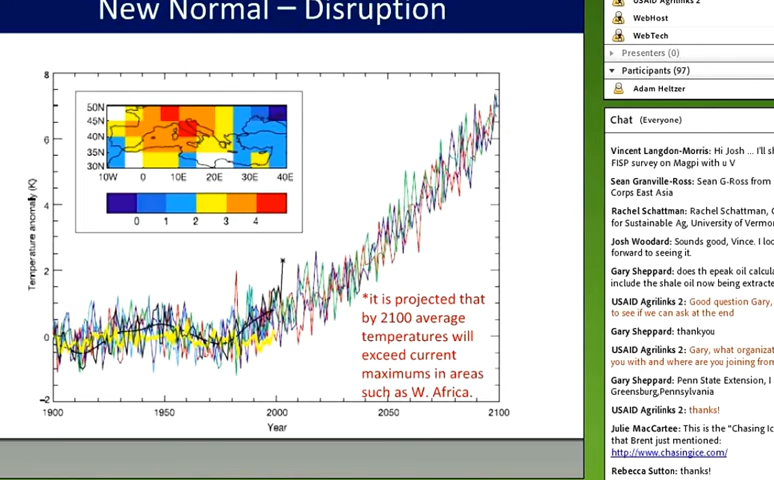 New Normal – Disruption
8
6
4
2
0
−2
Temperature anomaly (K)
50N
45N
40N
35N
30N
10W 0 10E 20E 30E 40E
0 1 2 3 4
*
*it is projected that
by 2100 average
temperatures will
exceed current
maximums in areas
such as W. Africa.
1900 1950 2000 2050 2100
Year
USAID Agrilinks 2
WebHost
WebTech
Presenters (0)
Participants (97)
Adam Heltzer
Chat (Everyone)
Vincent Langdon-Morris: Hi Josh ... I'll
FISP survey on Magpi with u V
Sean Granville-Ross: Sean G-Ross from
Corps East Asia
Rachel Schattman: Rachel Schattman,
for Sustainable Ag, University of
Josh Woodard: Sounds good, Vince. I
forward to seeing it.
Gary Sheppard: does th epeak oil
include the shale oil now being
USAID Agrilinks 2: Good question Gary,
to see if we can ask at the end
Gary Sheppard: thankyou
USAID Agrilinks 2: Gary, what
you with and where are you joining
Gary Sheppard: Penn State Extension, I
Greensburg,Pennsylvania
USAID Agrilinks 2: thanks!
Julie MacCartee: This is the "Chasing
that Brent just mentioned:
http://www.chasingice.com/
Rebecca Sutton: thanks!